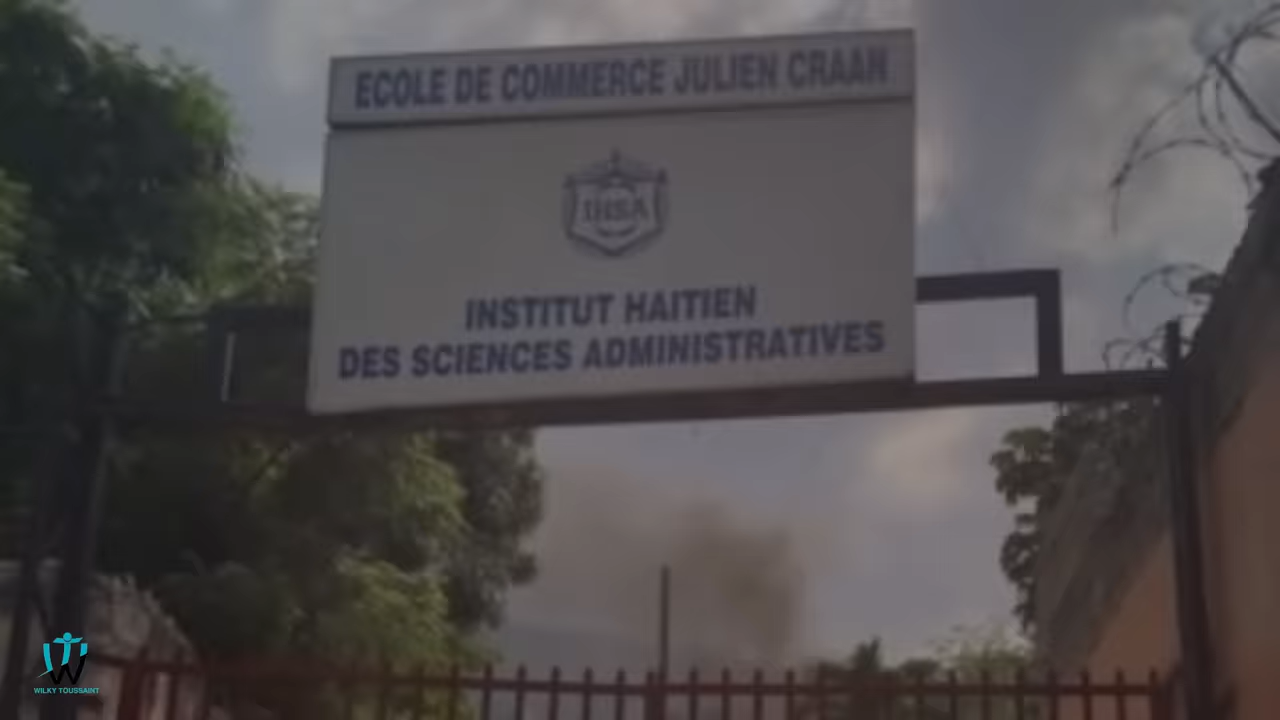 ECOLE DE COMMERCE JULIEN CRAAN
IHSA
INSTITUT HAITIEN
DES SCIENCES ADMINISTRATIVES
WILKY TOUSSAINT